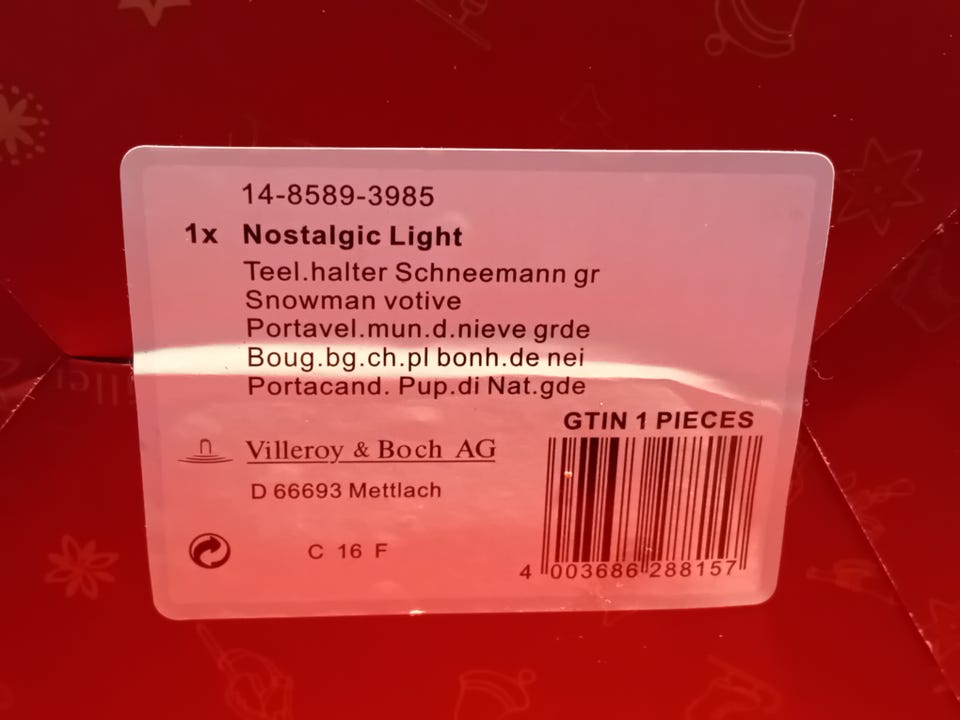 14-8589-3985
1x Nostalgic Light
Teel.halter Schneemann gr
Snowman votive
Portavel.mun.d.nieve grde
Boug.bg.ch.pl bonh.de nei
Portacand. Pup.di Nat.gde
GTIN 1 PIECES
Villeroy & Boch AG
D 66693 Mettlach
C 16 F
4 003686 288157